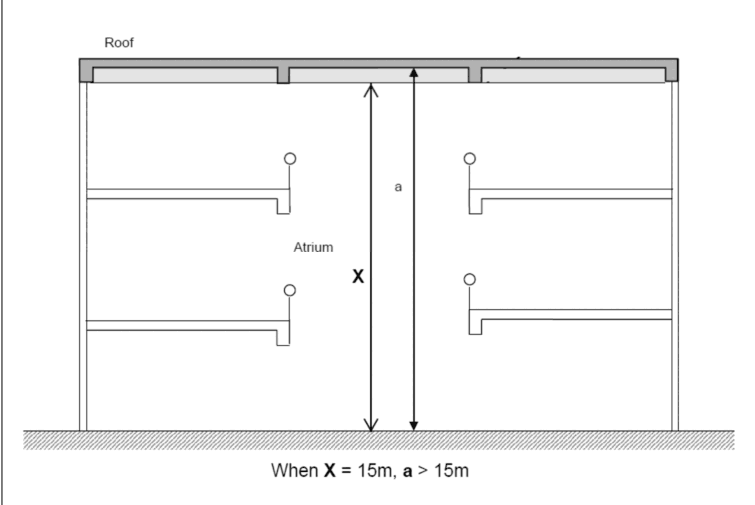 Roof
a
Atrium
X
When X = 15m, a > 15m